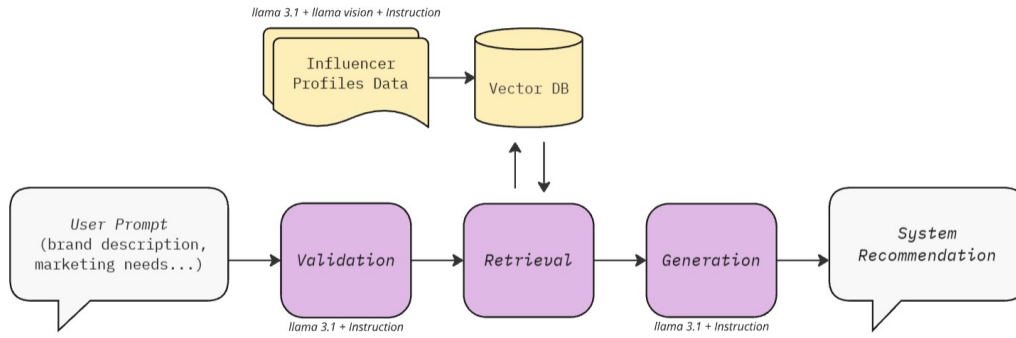 llama 3.1 + llama vision + Instruction
Influencer
Profiles Data
Vector DB
User Prompt
(brand description,
marketing needs...)
Validation
Retrieval
Generation
System
Recommendation
llama 3.1 + Instruction
llama 3.1 + Instruction